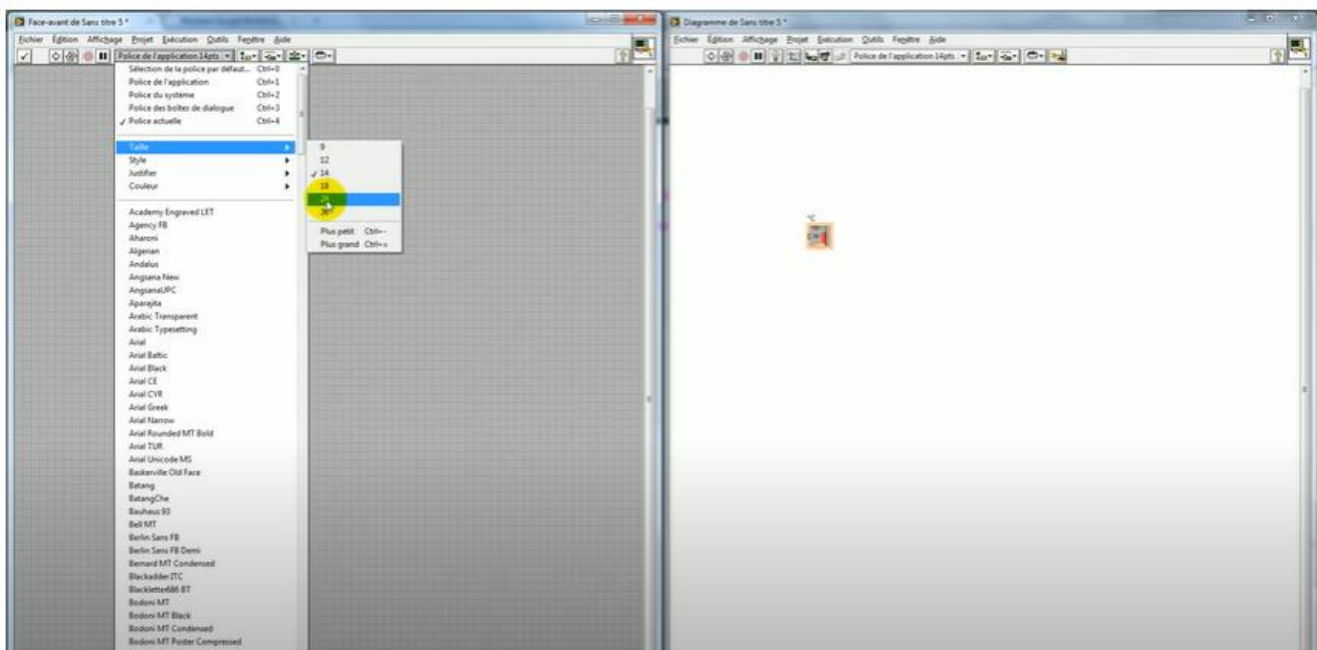 Face-avant de Sans titre 5 *
Fichier Édition Affichage Projet Exécution Outils Fenêtre Aide
Police de l'application 14pts
Sélection de la police par défaut... Ctrl+0
Police de l'application Ctrl+1
Police du système Ctrl+2
Police des boîtes de dialogue Ctrl+3
✓ Police actuelle Ctrl+4
Taille
Style
Justifier
Couleur
Academy Engraved LET
Agency FB
Aharoni
Algerian
Andalus
Angsana New
AngsanaUPC
Aparajita
Arabic Transparent
Arabic Typesetting
Arial
Arial Baltic
Arial Black
Arial CE
Arial CYR
Arial Greek
Arial Narrow
Arial Rounded MT Bold
Arial TUR
Arial Unicode MS
Baskerville Old Face
Batang
BatangChe
Bauhaus 93
Bell MT
Berlin Sans FB
Berlin Sans FB Demi
Bernard MT Condensed
Blackadder ITC
Blackletter686 BT
Bodoni MT
Bodoni MT Black
Bodoni MT Condensed
Bodoni MT Poster Compressed
9
12
✓ 14
18
36
Plus petit Ctrl+-
Plus grand Ctrl+=
Diagramme de Sans titre 5 *
Fichier Édition Affichage Projet Exécution Outils Fenêtre Aide
Police de l'application 14pts
°C